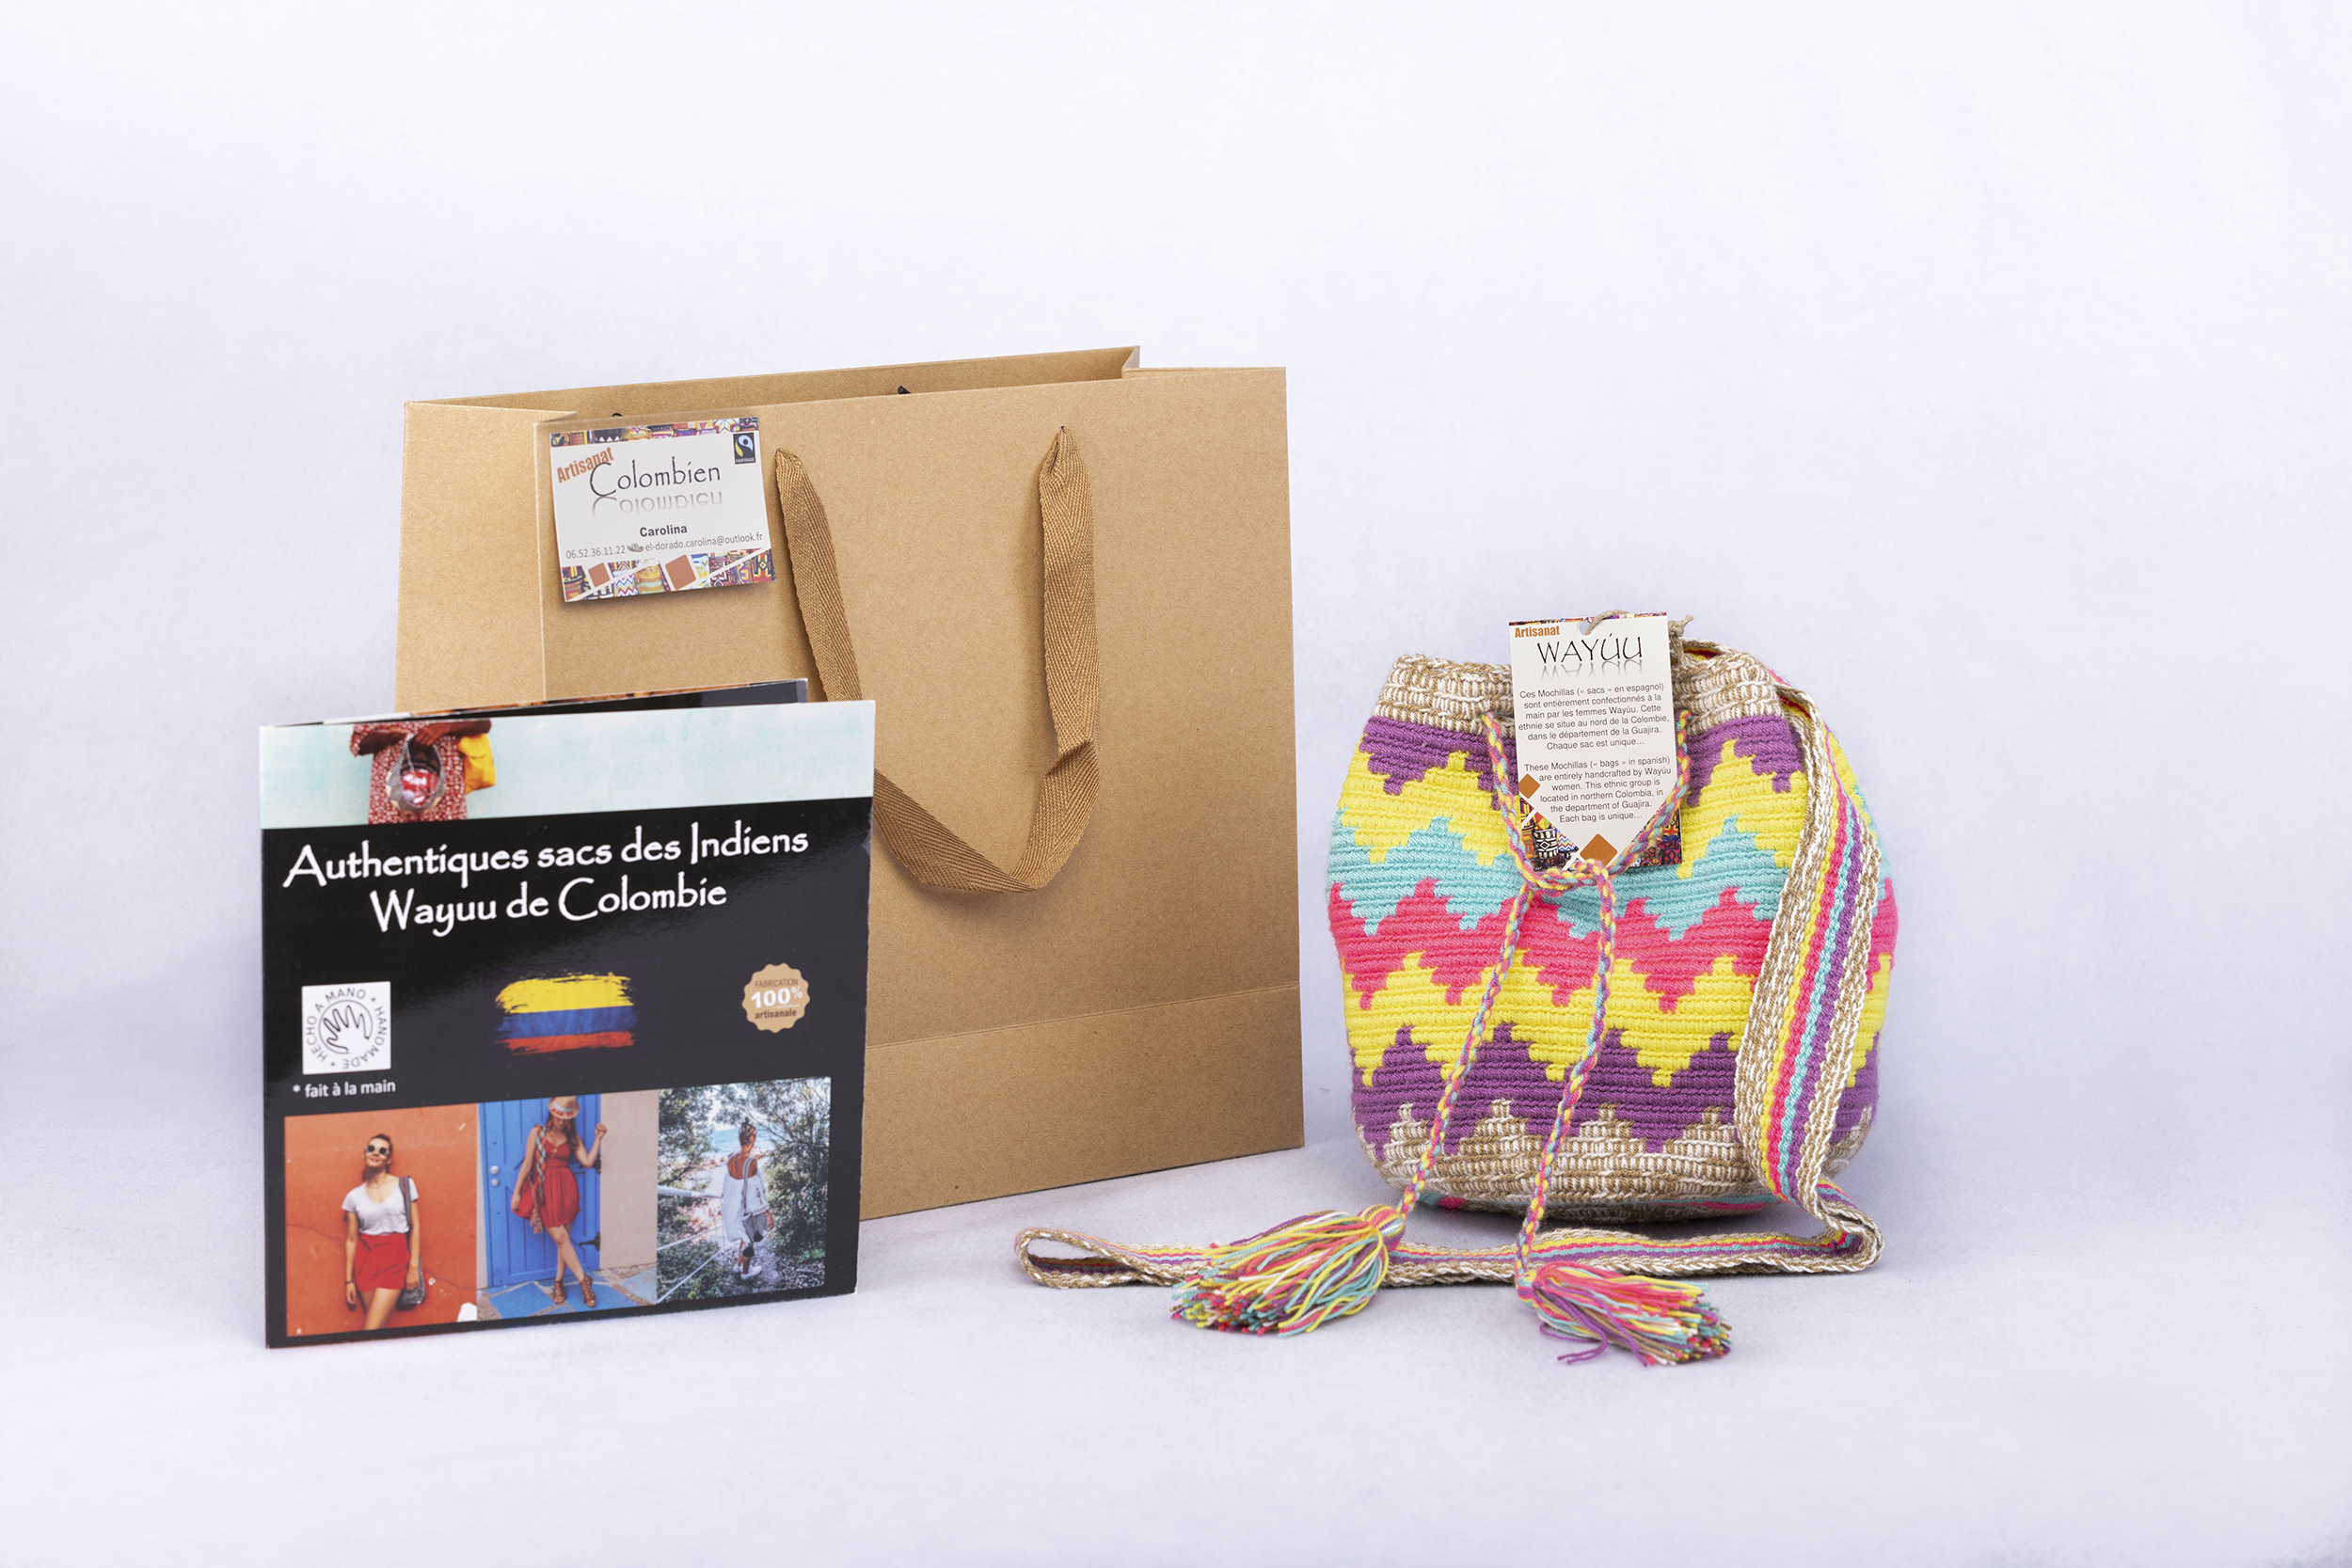 Artisanat
Colombien
FAIRTRADE
Carolina
06.52.36.11.22 el-dorado.carolina@outlook.fr
Authentiques sacs des Indiens
Wayuu de Colombie
HECHO A MANO * HANDMADE *
* fait à la main
FABRICATION
100%
artisanale
Artisanat
WAYÚU
Ces Mochillas (« sacs » en espagnol)
sont entièrement confectionnés à la
main par les femmes Wayúu. Cette
ethnie se situe au nord de la Colombie,
dans le département de la Guajira.
Chaque sac est unique...
These Mochillas (« bags » in spanish)
are entirely handcrafted by Wayúu
women. This ethnic group is
located in northern Colombia, in
the department of Guajira.
Each bag is unique...